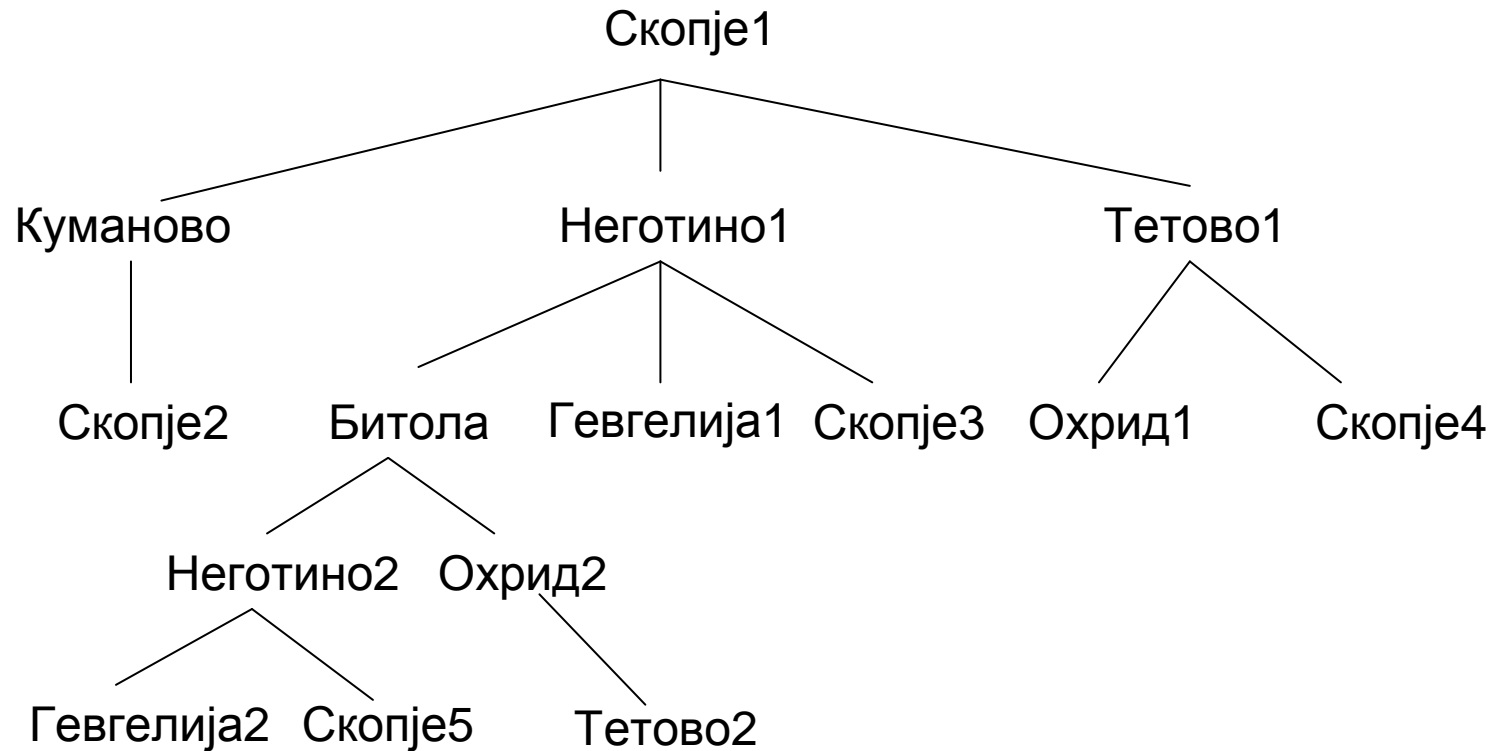 Скопје1
Куманово Неготино1 Тетово1
Скопје2 Битола Гевгелија1 Скопје3 Охрид1 Скопје4
Неготино2 Охрид2
Гевгелија2 Скопје5 Тетово2